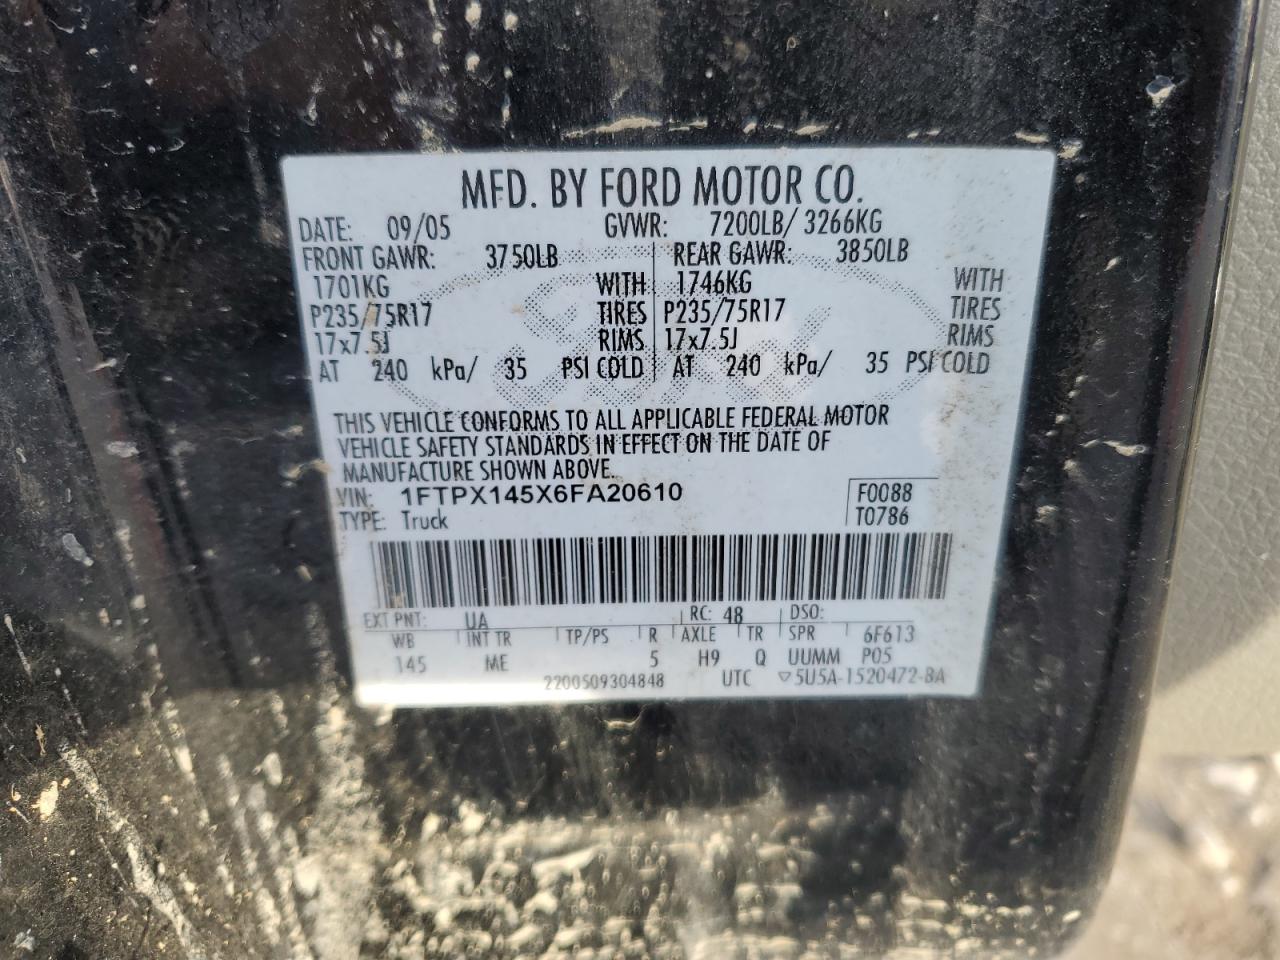 MFD. BY FORD MOTOR CO.
DATE: 09/05 GVWR: 7200LB/ 3266KG
FRONT GAWR: 3750LB REAR GAWR: 3850LB
1701KG WITH 1746KG WITH
P235/75R17 TIRES P235/75R17 TIRES
17x7.5J RIMS 17x7.5J RIMS
AT 240 kPa/ 35 PSI COLD AT 240 kPa/ 35 PSI COLD
THIS VEHICLE CONFORMS TO ALL APPLICABLE FEDERAL MOTOR
VEHICLE SAFETY STANDARDS IN EFFECT ON THE DATE OF
MANUFACTURE SHOWN ABOVE.
VIN: 1FTPX145X6FA20610 F0088
TYPE: Truck T0786
EXT PNT: UA RC: 48 DSO:
WB INT TR TP/PS R AXLE TR SPR 6F613
145 ME 5 H9 Q UUMM P05
2200509304848 UTC ▽5U5A-1520472-BA